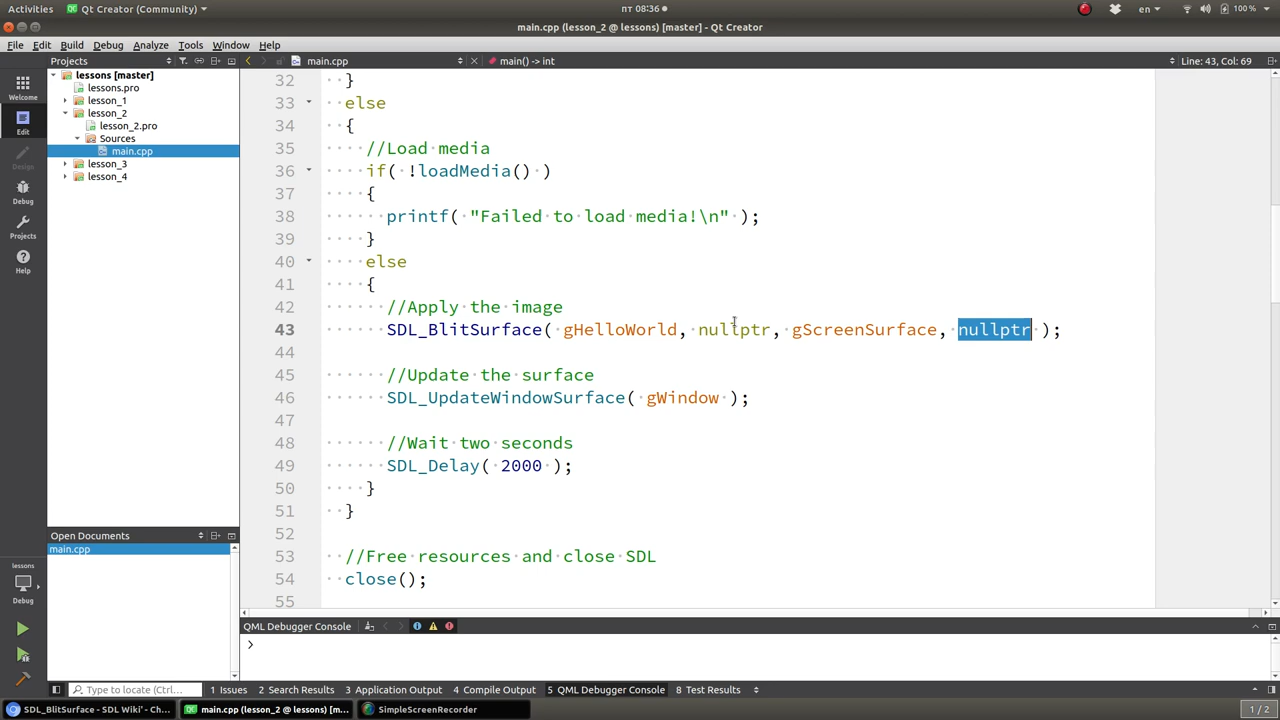 Activities Qt Creator (Community) пт 08:36 en 100 %
main.cpp (lesson_2 @ lessons) [master] - Qt Creator
File Edit Build Debug Analyze Tools Window Help
Projects main.cpp main() -> int Line: 43, Col: 69
Welcome
Edit
Design
Debug
Projects
Help
lessons
Debug
lessons [master]
lessons.pro
lesson_1
lesson_2
lesson_2.pro
Sources
main.cpp
lesson_3
lesson_4
Open Documents
main.cpp
32 }
33 else
34 {
35 //Load media
36 if( !loadMedia() )
37 {
38 printf( "Failed to load media!\n" );
39 }
40 else
41 {
42 //Apply the image
43 SDL_BlitSurface( gHelloWorld, nullptr, gScreenSurface, nullptr );
44
45 //Update the surface
46 SDL_UpdateWindowSurface( gWindow );
47
48 //Wait two seconds
49 SDL_Delay( 2000 );
50 }
51 }
52
53 //Free resources and close SDL
54 close();
55
QML Debugger Console
>
Type to locate (Ctrl+... 1 Issues 2 Search Results 3 Application Output 4 Compile Output 5 QML Debugger Console 8 Test Results
SDL_BlitSurface - SDL Wiki - Ch... main.cpp (lesson_2 @ lessons) [m... SimpleScreenRecorder 1 / 2